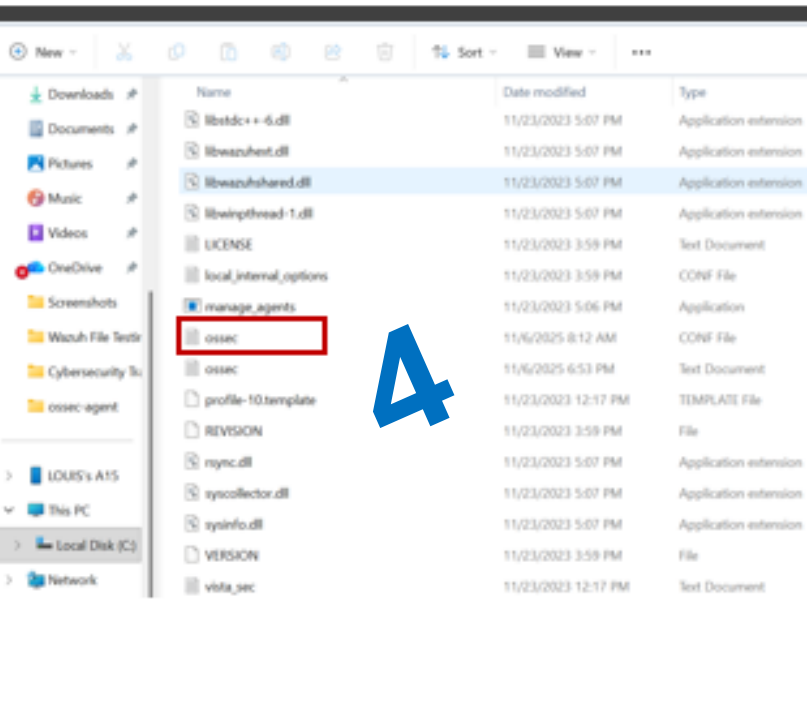 New Sort View ...
Downloads
Documents
Pictures
Music
Videos
OneDrive
Screenshots
Wazuh File Testin
Cybersecurity Tra
ossec-agent
LOUIS's A15
This PC
Local Disk (C:)
Network
Name Date modified Type
libstdc++-6.dll 11/23/2023 5:07 PM Application extension
libwazuhext.dll 11/23/2023 5:07 PM Application extension
libwazuhshared.dll 11/23/2023 5:07 PM Application extension
libwinpthread-1.dll 11/23/2023 5:07 PM Application extension
LICENSE 11/23/2023 3:59 PM Text Document
local_internal_options 11/23/2023 3:59 PM CONF File
manage_agents 11/23/2023 5:06 PM Application
ossec 11/6/2025 8:12 AM CONF File
ossec 11/6/2025 6:53 PM Text Document
profile-10.template 11/23/2023 12:17 PM TEMPLATE File
REVISION 11/23/2023 3:59 PM File
rsync.dll 11/23/2023 5:07 PM Application extension
syscollector.dll 11/23/2023 5:07 PM Application extension
sysinfo.dll 11/23/2023 5:07 PM Application extension
VERSION 11/23/2023 3:59 PM File
vista_sec 11/23/2023 12:17 PM Text Document
4